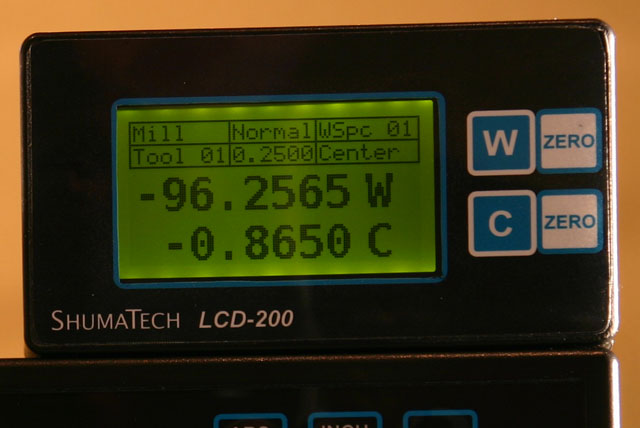 Mill Normal WSpc 01
Tool 01 0.2500 Center
-96.2565 W
-0.8650 C
W ZERO
C ZERO
SHUMATECH LCD-200